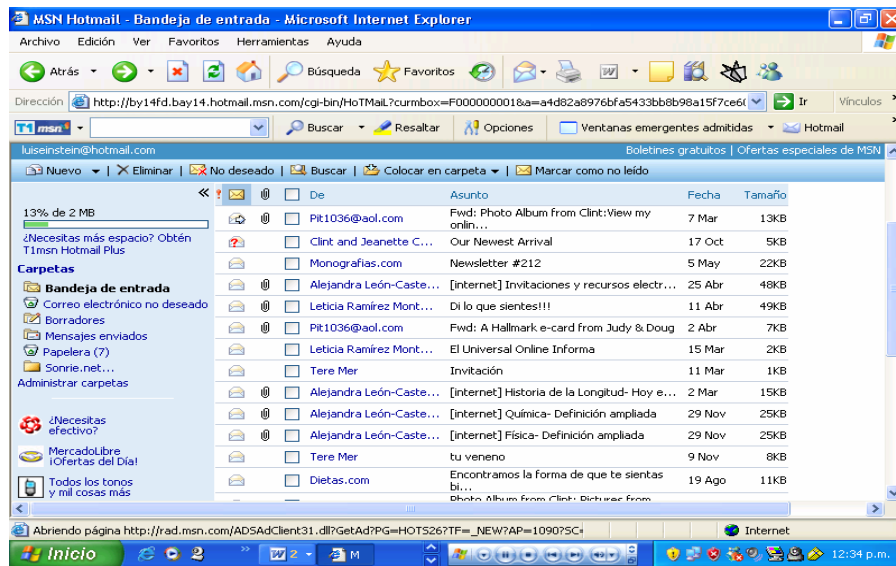 MSN Hotmail - Bandeja de entrada - Microsoft Internet Explorer
Archivo Edición Ver Favoritos Herramientas Ayuda
Atrás Búsqueda Favoritos
Dirección http://by14fd.bay14.hotmail.msn.com/cgi-bin/HoTMaiL?curmbox=F0000000018&a=a4d82a8976bfa5433bb8b98a15f7ce6( Ir Vínculos
T1 msn Buscar Resaltar Opciones Ventanas emergentes admitidas Hotmail
luiseinstein@hotmail.com Boletines gratuitos | Ofertas especiales de MSN
Nuevo | Eliminar | No deseado | Buscar | Colocar en carpeta | Marcar como no leído
13% de 2 MB
¿Necesitas más espacio? Obtén
T1msn Hotmail Plus
Carpetas
Bandeja de entrada
Correo electrónico no deseado
Borradores
Mensajes enviados
Papelera (7)
Sonrie.net...
Administrar carpetas
¿Necesitas
efectivo?
MercadoLibre
¡Ofertas del Día!
Todos los tonos
y mil cosas más
De Asunto Fecha Tamaño
Pit1036@aol.com Fwd: Photo Album from Clint:View my onlin... 7 Mar 13KB
Clint and Jeanette C... Our Newest Arrival 17 Oct 5KB
Monografias.com Newsletter #212 5 May 22KB
Alejandra León-Caste... [internet] Invitaciones y recursos electr... 25 Abr 48KB
Leticia Ramírez Mont... Di lo que sientes!!! 11 Abr 49KB
Pit1036@aol.com Fwd: A Hallmark e-card from Judy & Doug 2 Abr 7KB
Leticia Ramírez Mont... El Universal Online Informa 15 Mar 2KB
Tere Mer Invitación 11 Mar 1KB
Alejandra León-Caste... [internet] Historia de la Longitud- Hoy e... 2 Mar 15KB
Alejandra León-Caste... [internet] Química- Definición ampliada 29 Nov 25KB
Alejandra León-Caste... [internet] Física- Definición ampliada 29 Nov 25KB
Tere Mer tu veneno 9 Nov 8KB
Dietas.com Encontramos la forma de que te sientas bi... 19 Ago 11KB
Photo Album from Clint: Pictures from
Abriendo página http://rad.msn.com/ADSAdClient31.dll?GetAd?PG=HOTS26?TF=_NEW?AP=1090?SC= Internet
Inicio 2 M 12:34 p.m.